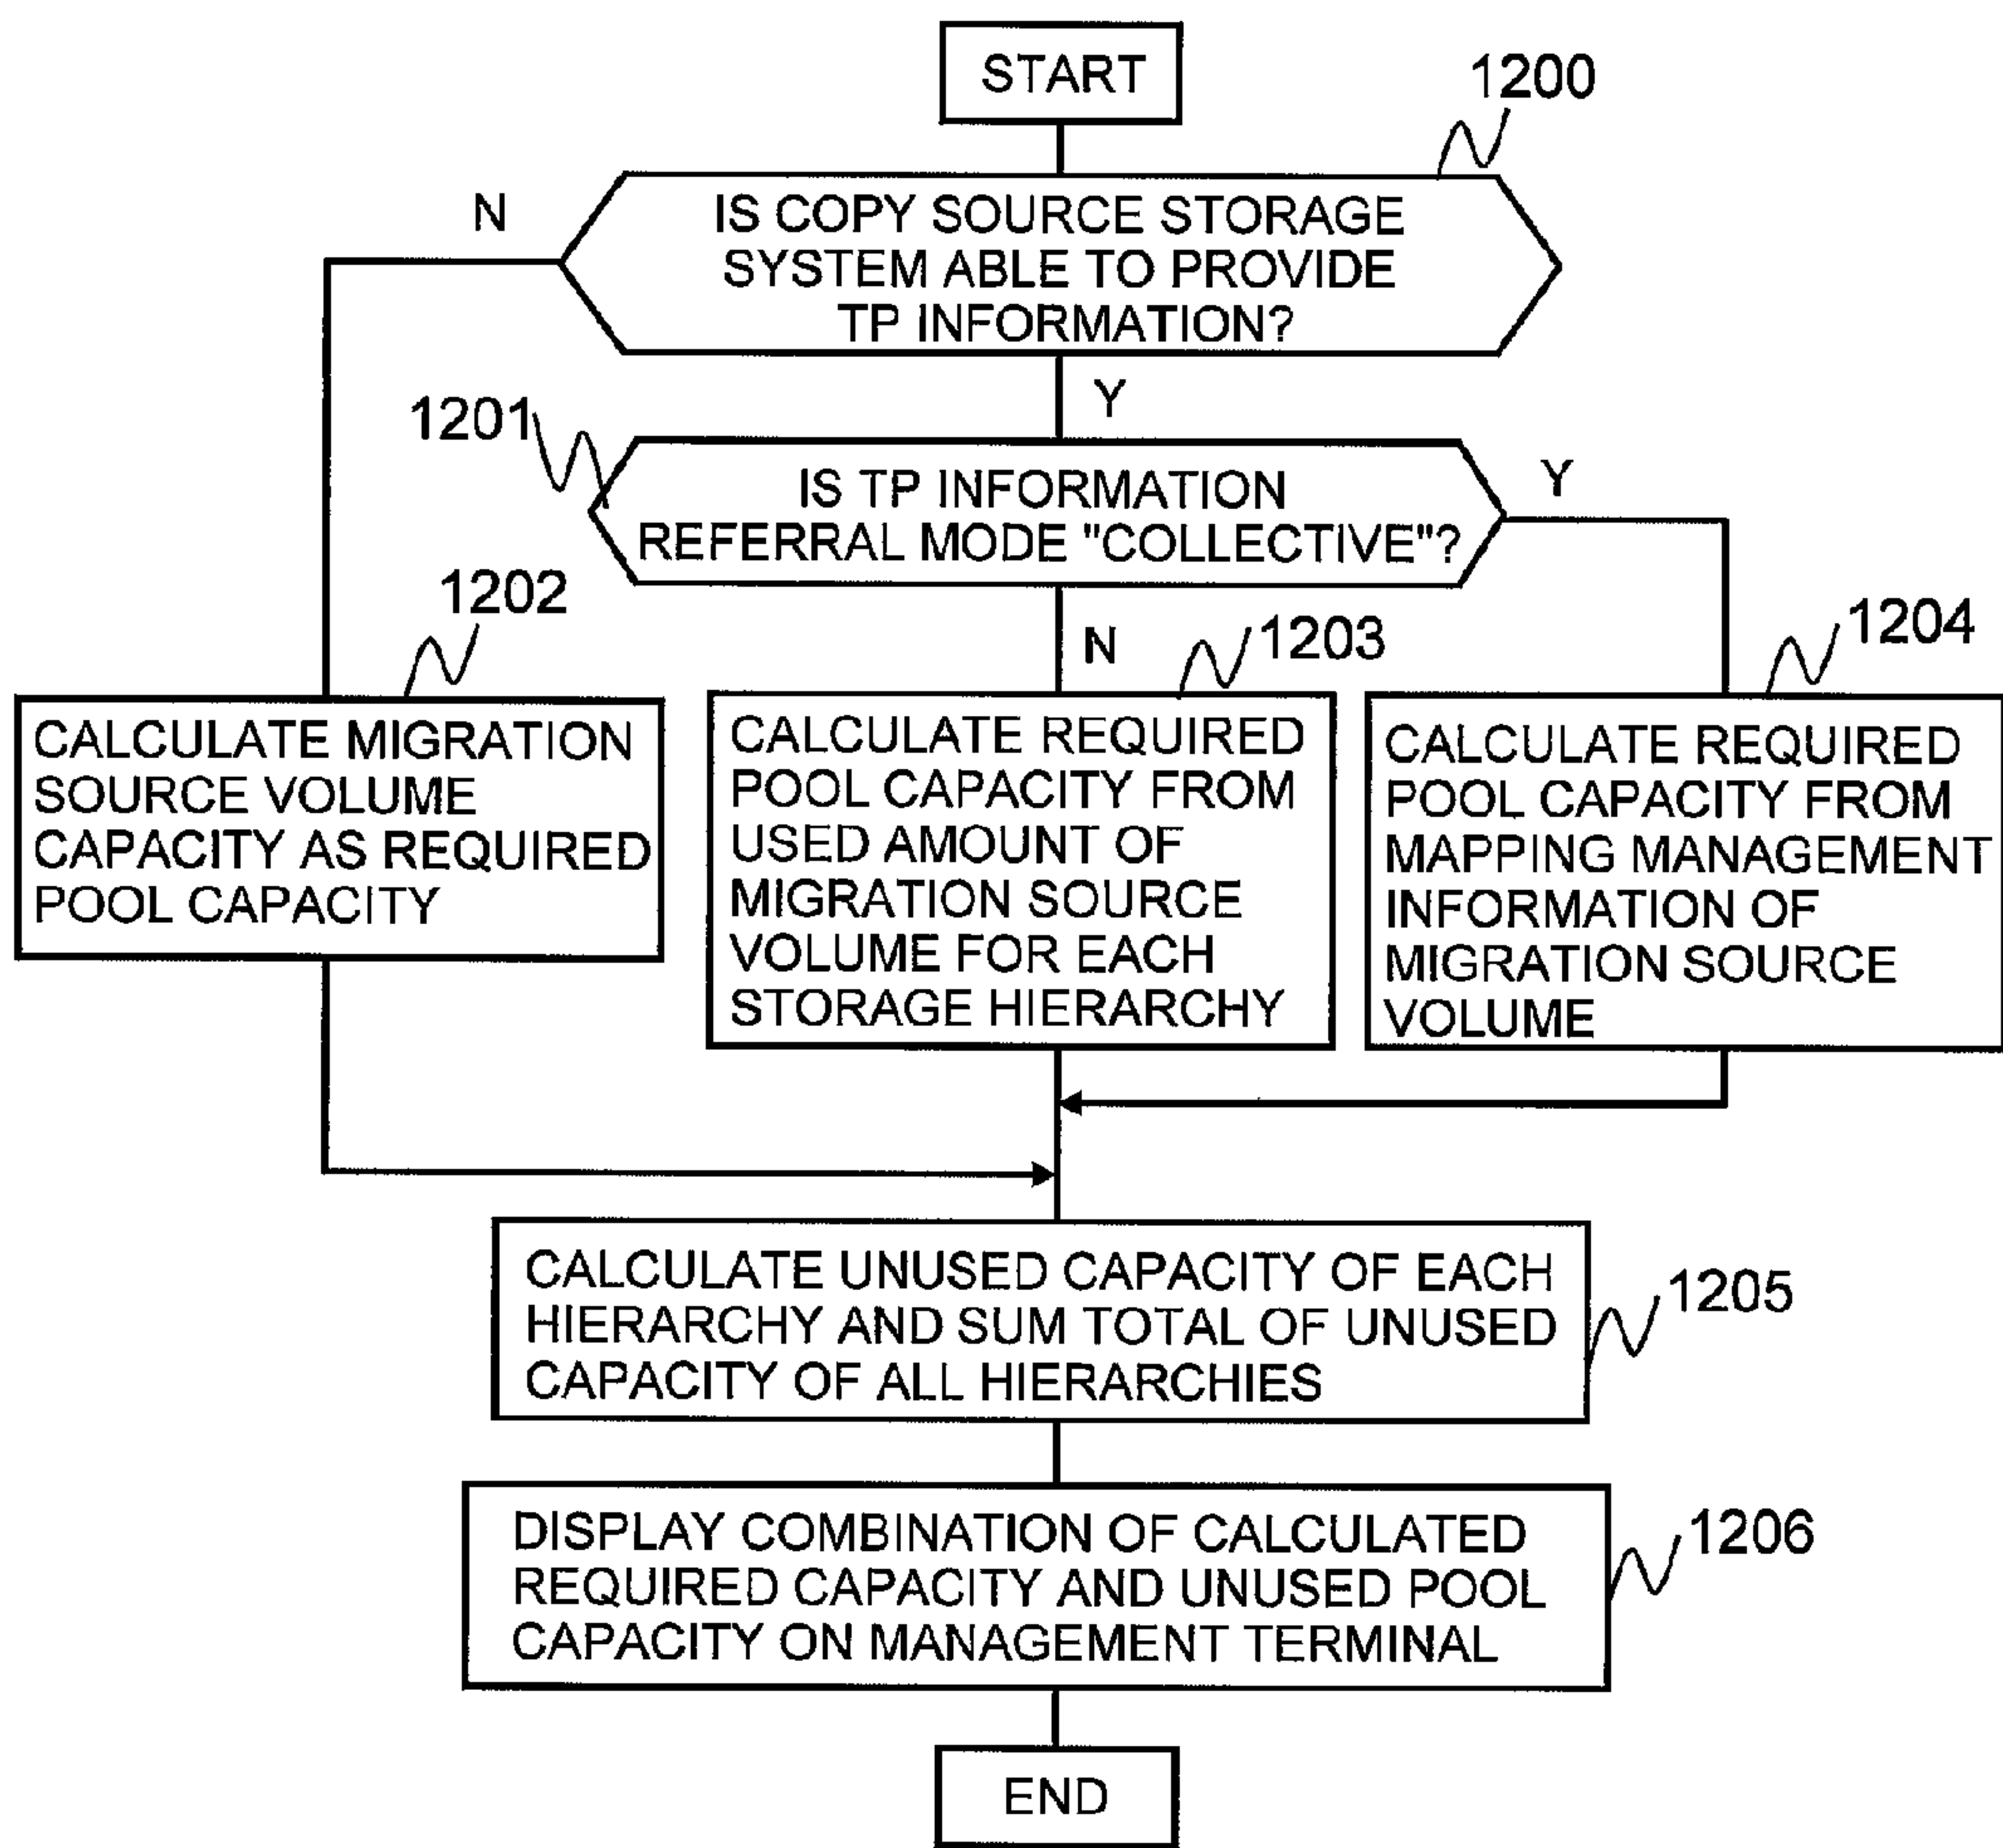 START
1200
N
IS COPY SOURCE STORAGE
SYSTEM ABLE TO PROVIDE
TP INFORMATION?
Y
1201
IS TP INFORMATION
REFERRAL MODE "COLLECTIVE"?
Y
1202
N
1203
1204
CALCULATE MIGRATION
SOURCE VOLUME
CAPACITY AS REQUIRED
POOL CAPACITY
CALCULATE REQUIRED
POOL CAPACITY FROM
USED AMOUNT OF
MIGRATION SOURCE
VOLUME FOR EACH
STORAGE HIERARCHY
CALCULATE REQUIRED
POOL CAPACITY FROM
MAPPING MANAGEMENT
INFORMATION OF
MIGRATION SOURCE
VOLUME
CALCULATE UNUSED CAPACITY OF EACH
HIERARCHY AND SUM TOTAL OF UNUSED
CAPACITY OF ALL HIERARCHIES
1205
DISPLAY COMBINATION OF CALCULATED
REQUIRED CAPACITY AND UNUSED POOL
CAPACITY ON MANAGEMENT TERMINAL
1206
END